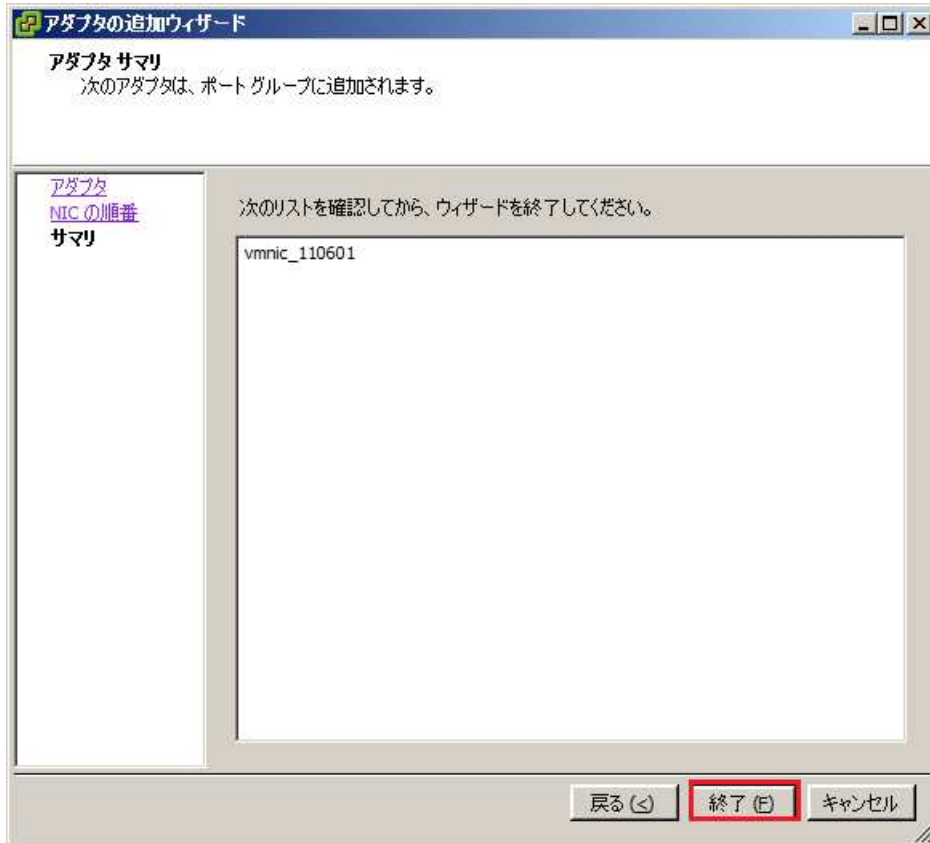 アダプタの追加ウィザード
アダプタ サマリ
次のアダプタは、ポート グループに追加されます。
アダプタ
NIC の順番
サマリ
次のリストを確認してから、ウィザードを終了してください。
vmnic_110601
戻る (<) 終了 (F) キャンセル